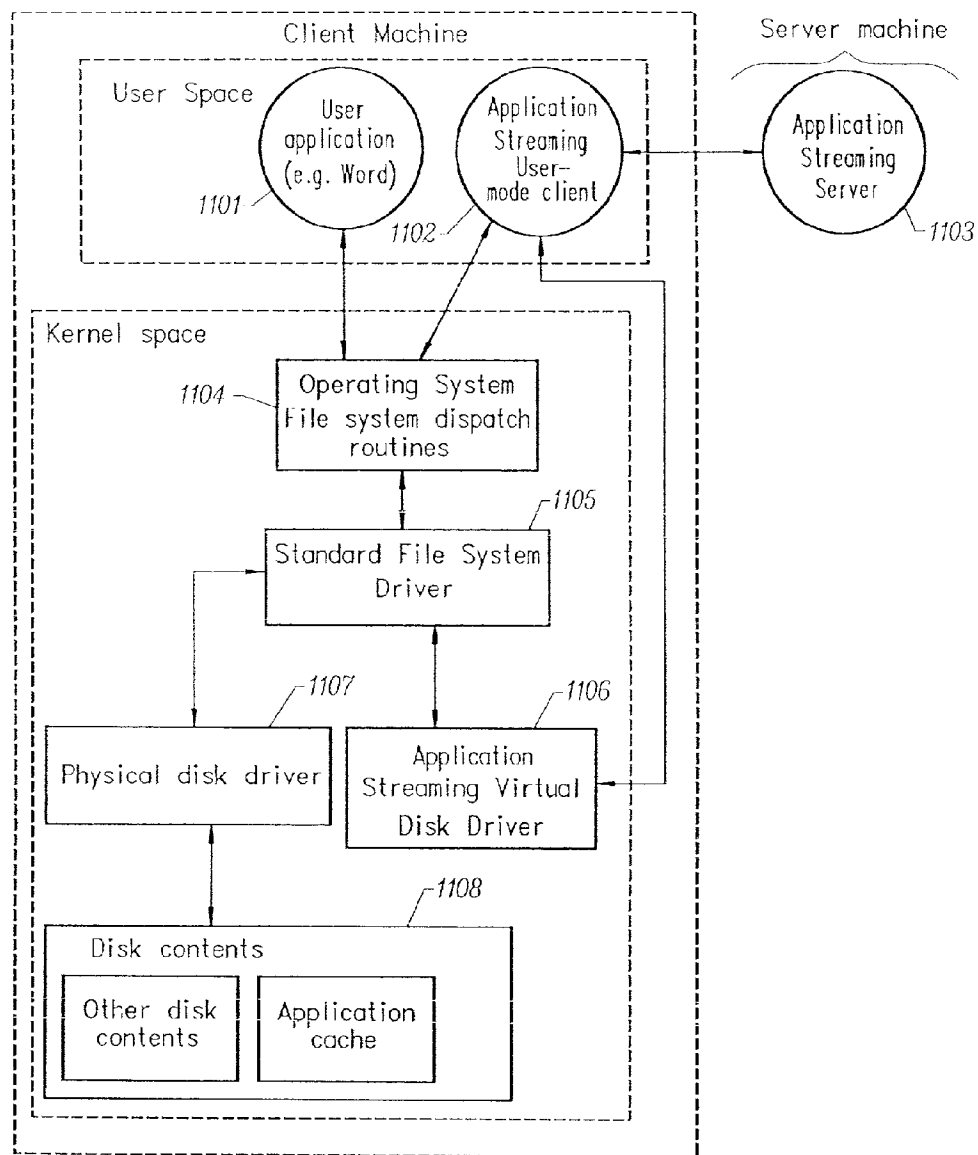 Client Machine
Server machine
User Space
User
application
(e.g. Word)
1101
Application
Streaming
User-
mode client
1102
Application
Streaming
Server
1103
Kernel space
1104
Operating System
File system dispatch
routines
1105
Standard File System
Driver
1107
Physical disk driver
1106
Application
Streaming Virtual
Disk Driver
1108
Disk contents
Other disk
contents
Application
cache